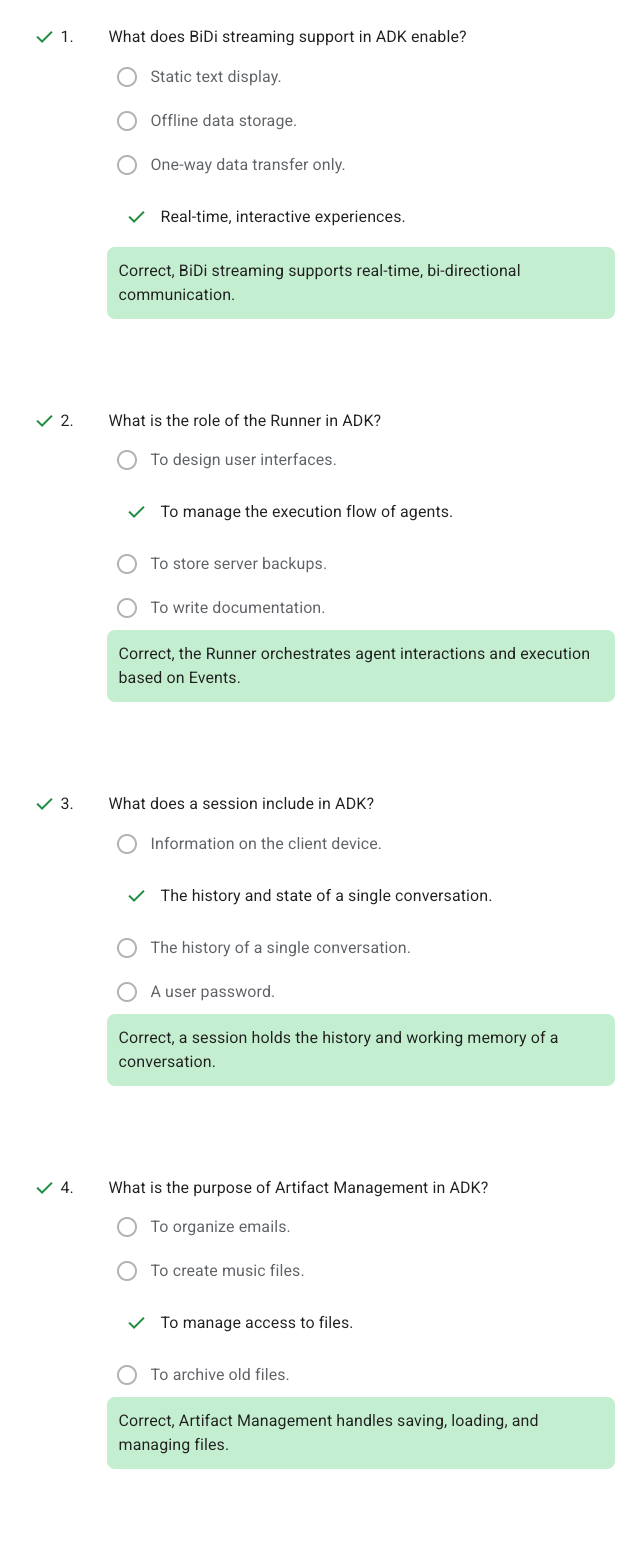 1. What does BiDi streaming support in ADK enable?
Static text display.
Offline data storage.
One-way data transfer only.
Real-time, interactive experiences.
Correct, BiDi streaming supports real-time, bi-directional
communication.
2. What is the role of the Runner in ADK?
To design user interfaces.
To manage the execution flow of agents.
To store server backups.
To write documentation.
Correct, the Runner orchestrates agent interactions and execution
based on Events.
3. What does a session include in ADK?
Information on the client device.
The history and state of a single conversation.
The history of a single conversation.
A user password.
Correct, a session holds the history and working memory of a
conversation.
4. What is the purpose of Artifact Management in ADK?
To organize emails.
To create music files.
To manage access to files.
To archive old files.
Correct, Artifact Management handles saving, loading, and
managing files.